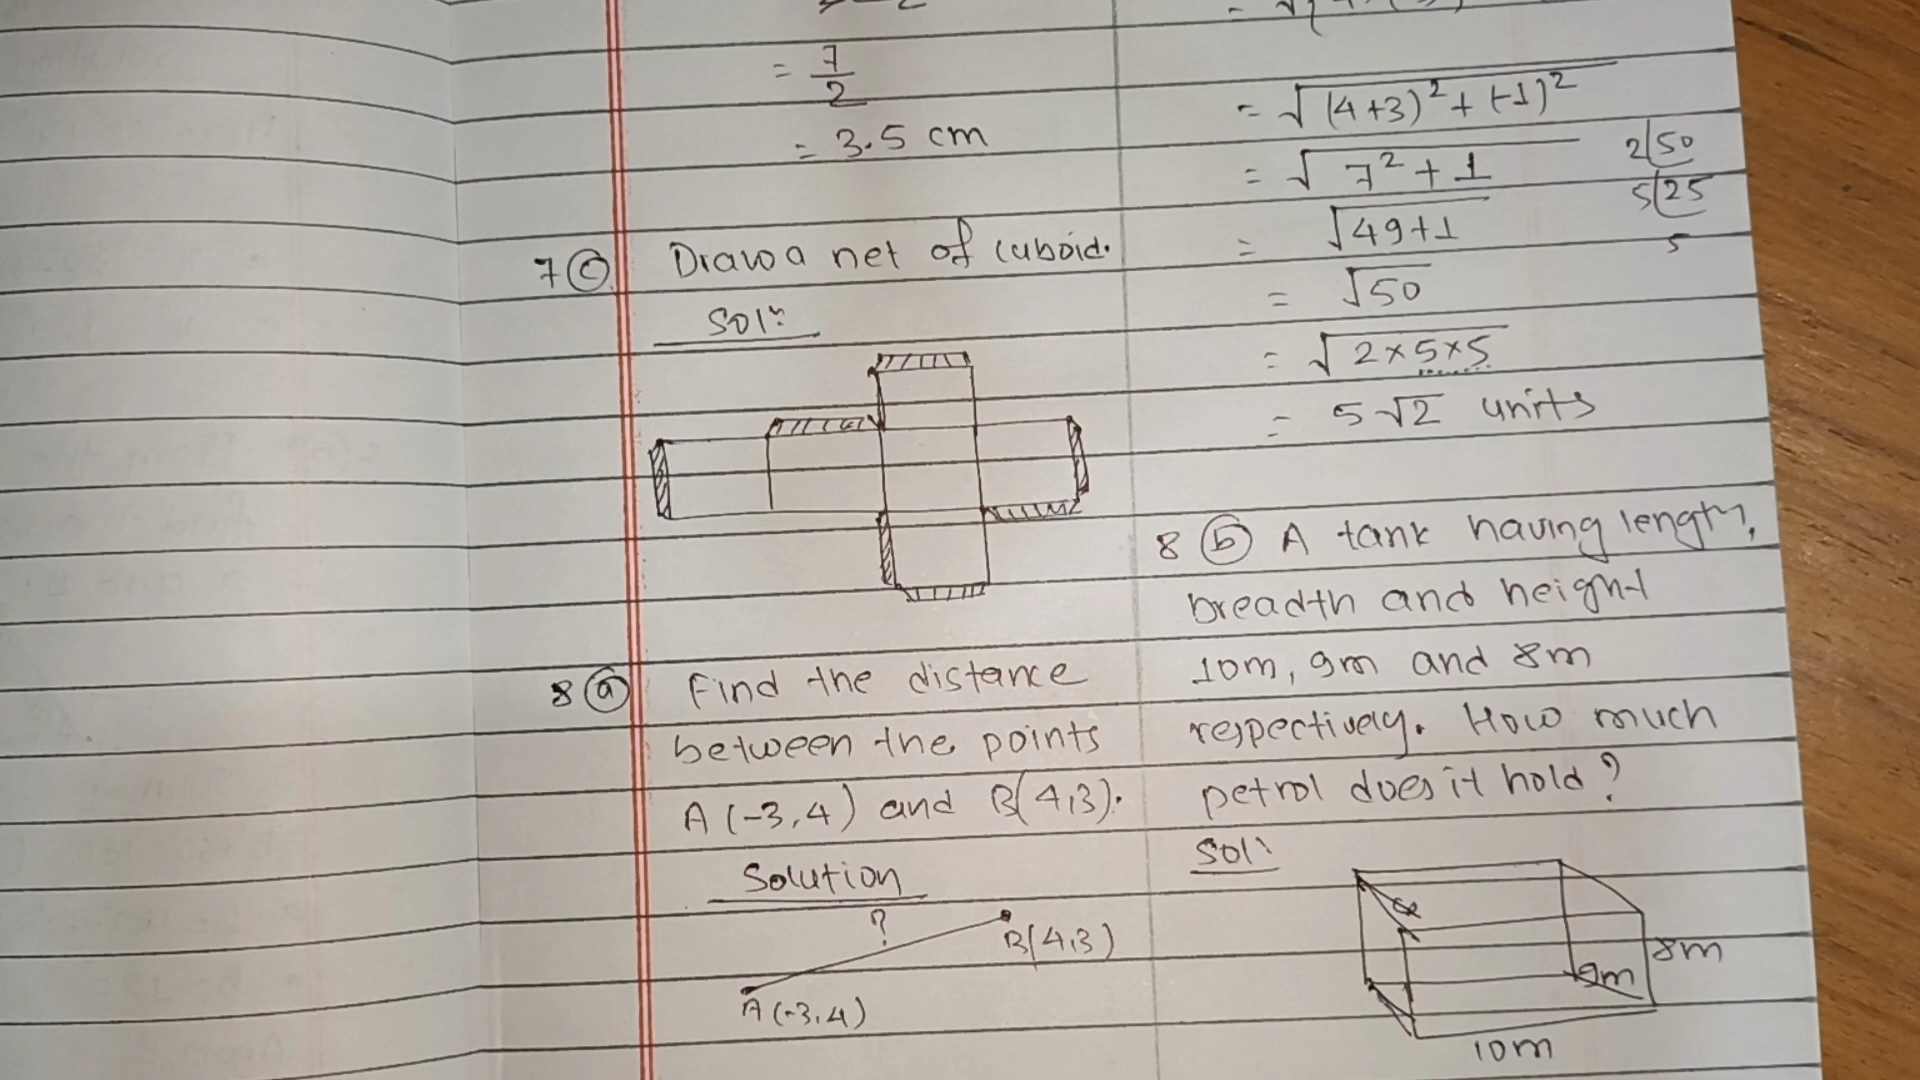 = 7/2
= 3.5 cm
7 (c) Draw a net of cuboid.
Solⁿ:
8 (a) Find the distance
between the points
A (-3,4) and B(4,3).
Solution
?
B(4,3)
A (-3,4)
= √(4+3)² + (-1)²
= √7² + 1
= √49+1
= √50
= √2×5×5
= 5√2 units
2|50
5|25
5
8 (b) A tank having length,
breadth and height
10m, 9m and 8m
respectively. How much
petrol does it hold?
Sol:
8m
9m
10m